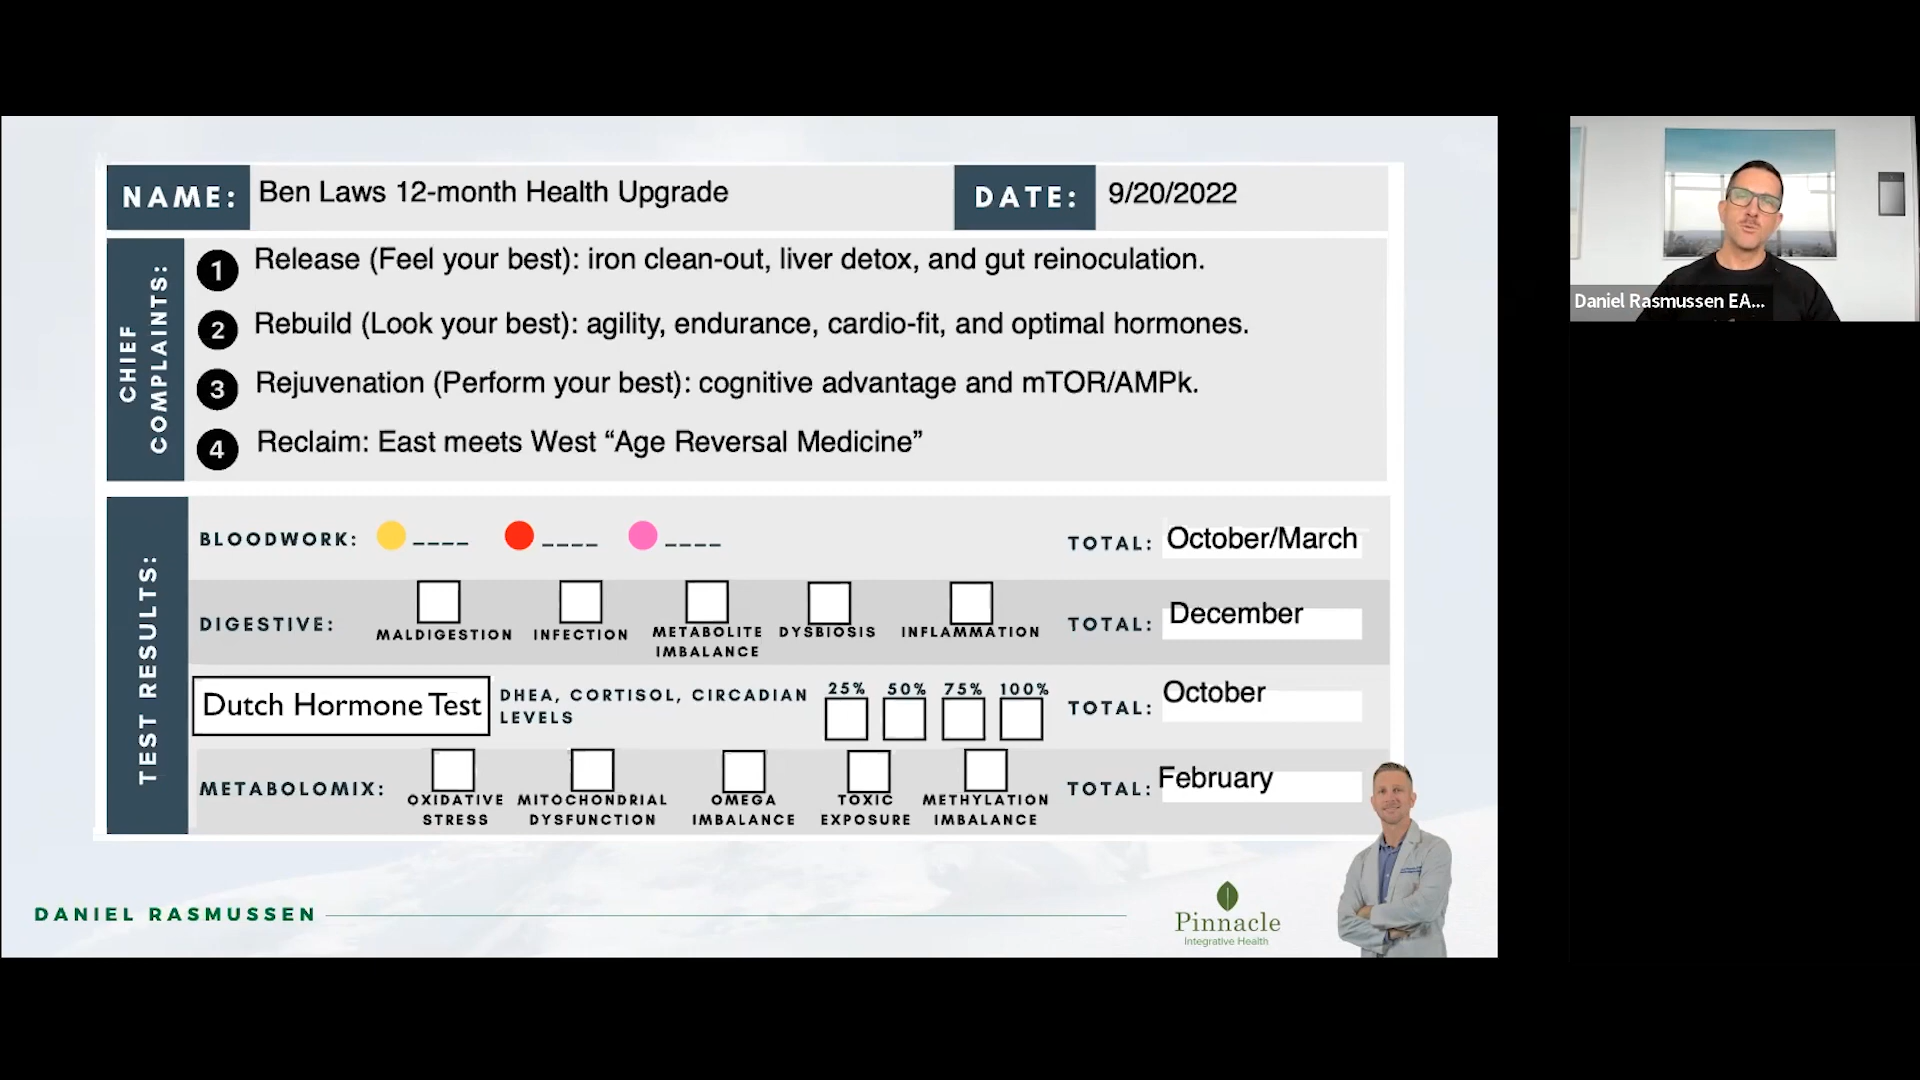 NAME: Ben Laws 12-month Health Upgrade DATE: 9/20/2022
CHIEF COMPLAINTS:
1 Release (Feel your best): iron clean-out, liver detox, and gut reinoculation.
2 Rebuild (Look your best): agility, endurance, cardio-fit, and optimal hormones.
3 Rejuvenation (Perform your best): cognitive advantage and mTOR/AMPk.
4 Reclaim: East meets West “Age Reversal Medicine”
TEST RESULTS:
BLOODWORK: ____ ____ ____ TOTAL: October/March
DIGESTIVE: MALDIGESTION INFECTION METABOLITE IMBALANCE DYSBIOSIS INFLAMMATION TOTAL: December
Dutch Hormone Test DHEA, CORTISOL, CIRCADIAN LEVELS 25% 50% 75% 100% TOTAL: October
METABOLOMIX: OXIDATIVE STRESS MITOCHONDRIAL DYSFUNCTION OMEGA IMBALANCE TOXIC EXPOSURE METHYLATION IMBALANCE TOTAL: February
DANIEL RASMUSSEN
Pinnacle
Integrative Health
Daniel Rasmussen EA...